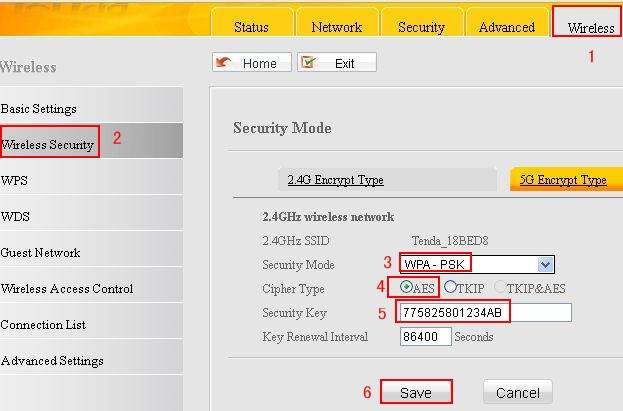 Status Network Security Advanced Wireless
1
Wireless
Home Exit
Basic Settings
Wireless Security 2
WPS
WDS
Guest Network
Wireless Access Control
Connection List
Advanced Settings
Security Mode
2.4G Encrypt Type 5G Encrypt Type
2.4GHz wireless network
2.4GHz SSID Tenda_18BED8
Security Mode 3 WPA - PSK
Cipher Type 4 AES TKIP TKIP&AES
Security Key 5 775825801234AB
Key Renewal Interval 86400 Seconds
6 Save Cancel